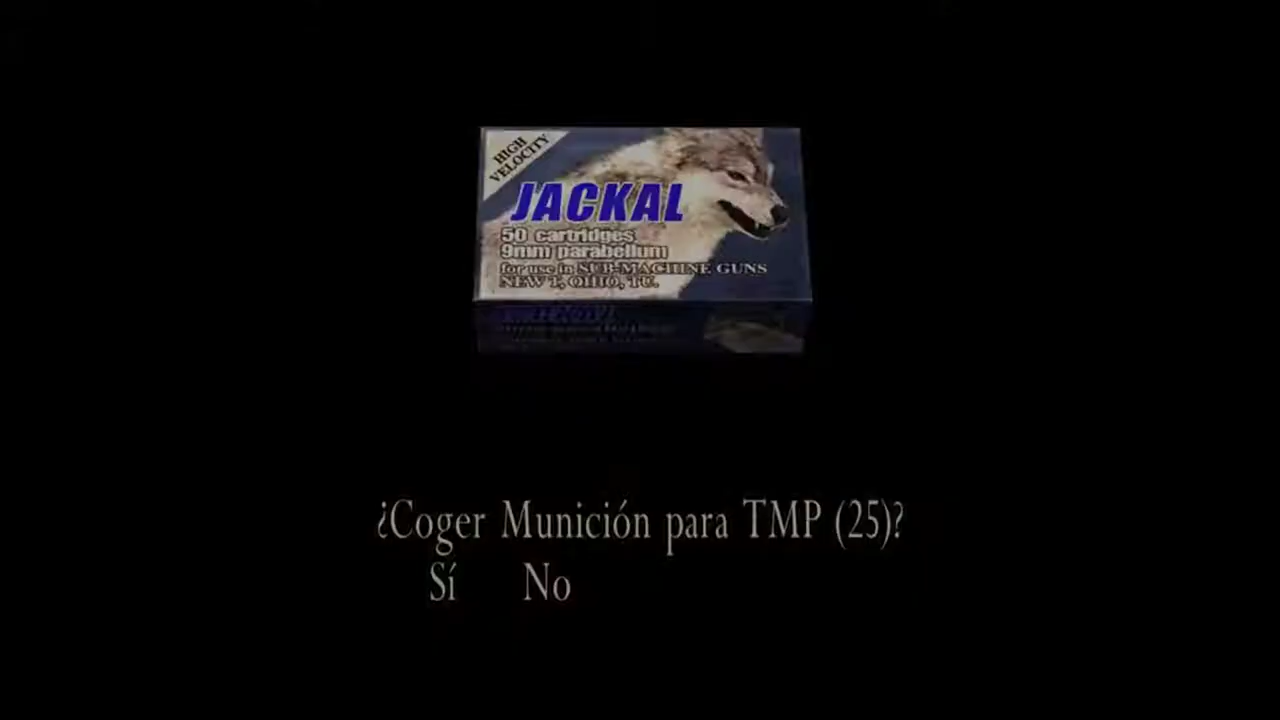 HIGH
VELOCITY
JACKAL
50 cartridges
9mm parabellum
for use in SUB-MACHINE GUNS
OHIO,
¿Coger Munición para TMP (25)?
Sí No